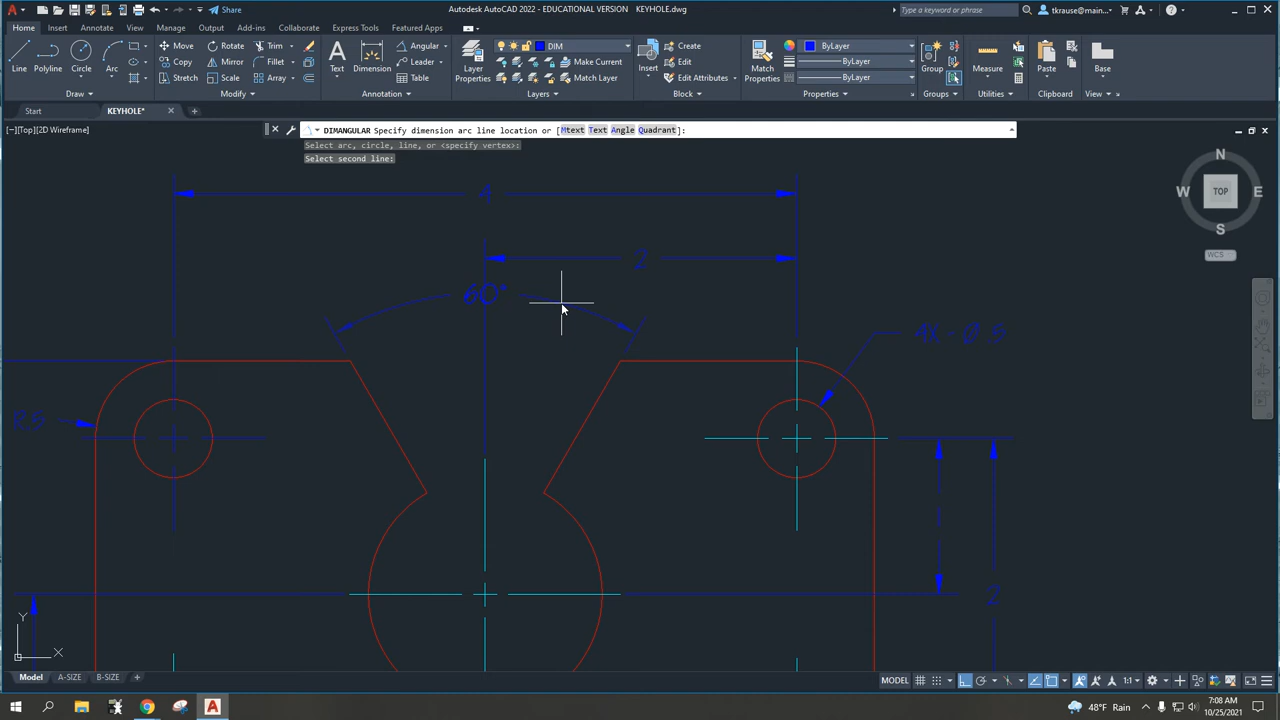 Share
Autodesk AutoCAD 2022 - EDUCATIONAL VERSION KEYHOLE.dwg
Type a keyword or phrase
tkrause@main...
Home Insert Annotate View Manage Output Add-ins Collaborate Express Tools Featured Apps
Line Polyline Circle Arc
Move Rotate Trim
Copy Mirror Fillet
Stretch Scale Array
Text Dimension
Angular
Leader
Table
Layer Properties
DIM
Make Current
Match Layer
Insert
Create
Edit
Edit Attributes
Match Properties
ByLayer
ByLayer
ByLayer
Group Measure Paste Base
Draw Modify Annotation Layers Block Properties Groups Utilities Clipboard View
Start KEYHOLE*
[−][Top][2D Wireframe]
DIMANGULAR Specify dimension arc line location or [Mtext Text Angle Quadrant]:
Select arc, circle, line, or <specify vertex>:
Select second line:
N
W TOP E
S
WCS
4
2
60°
4X - Ø.5
R.5
2
Y
X
Model A-SIZE B-SIZE +
MODEL 1:1
48°F Rain
7:08 AM
10/25/2021